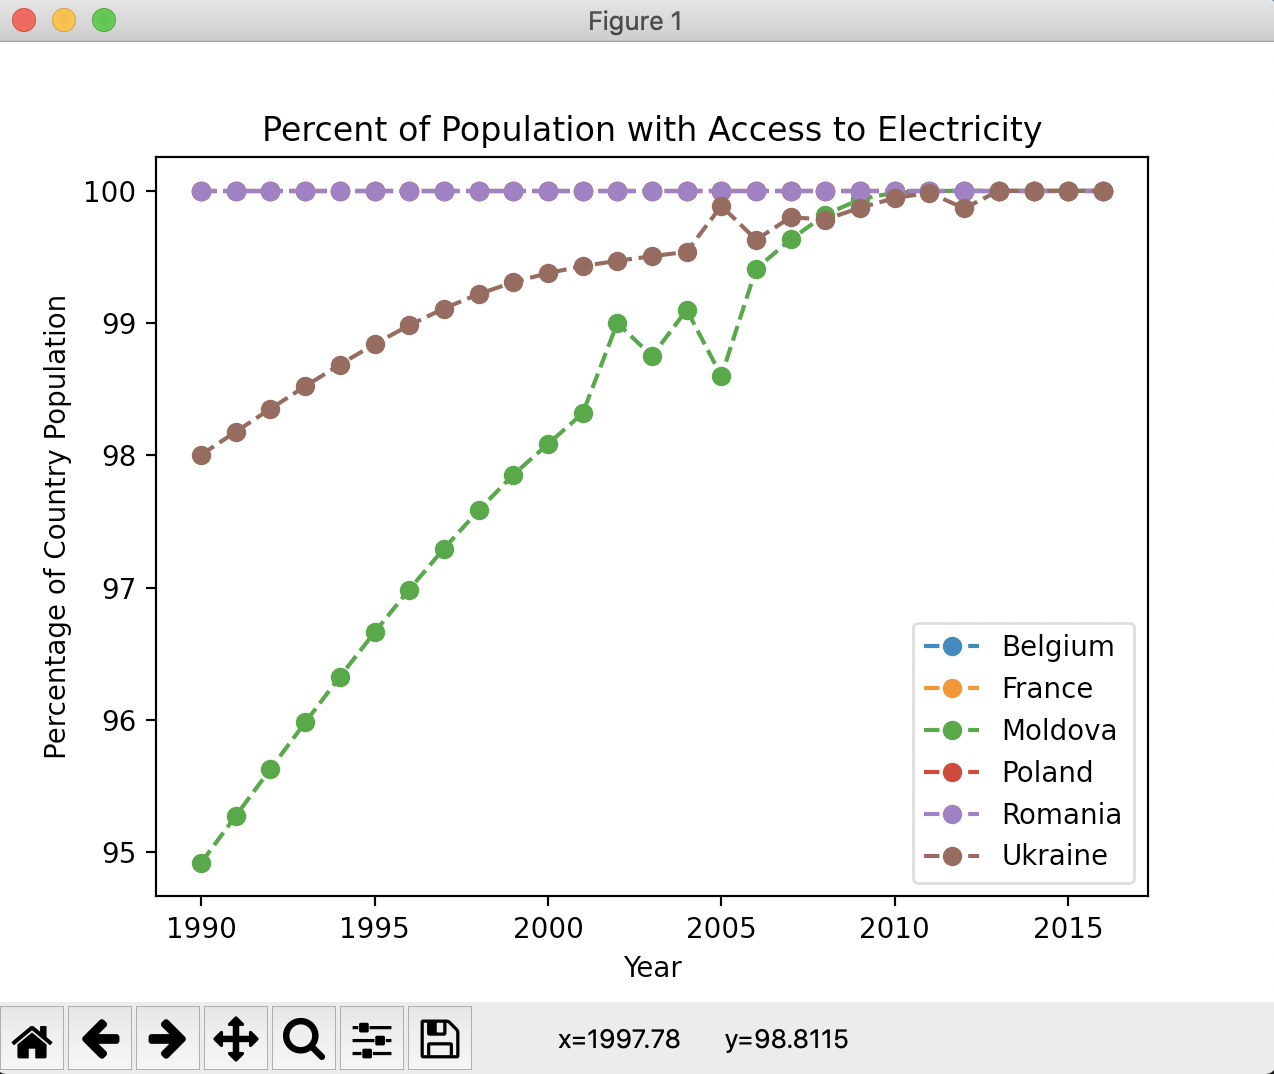 Figure 1
Percent of Population with Access to Electricity
100
99
98
97
96
95
Percentage of Country Population
Belgium
France
Moldova
Poland
Romania
Ukraine
1990 1995 2000 2005 2010 2015
Year
x=1997.78 y=98.8115